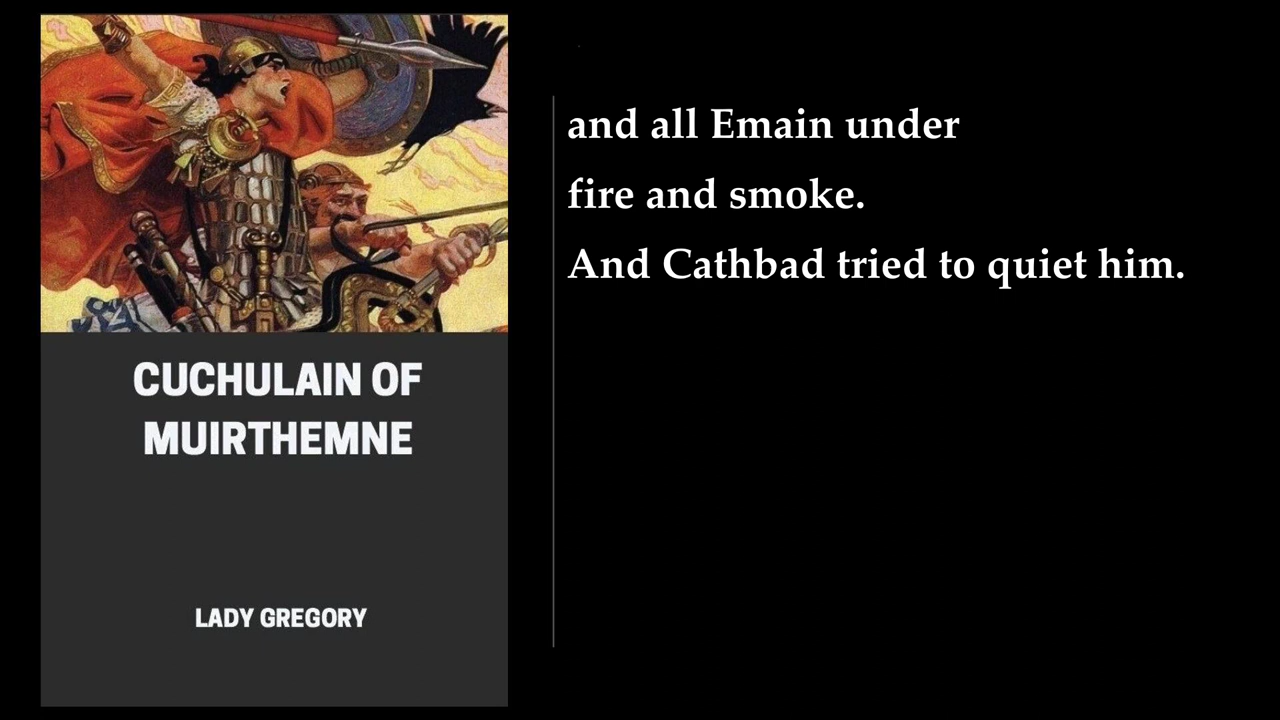 CUCHULAIN OF
MUIRTHEMNE
LADY GREGORY
and all Emain under
fire and smoke.
And Cathbad tried to quiet him.